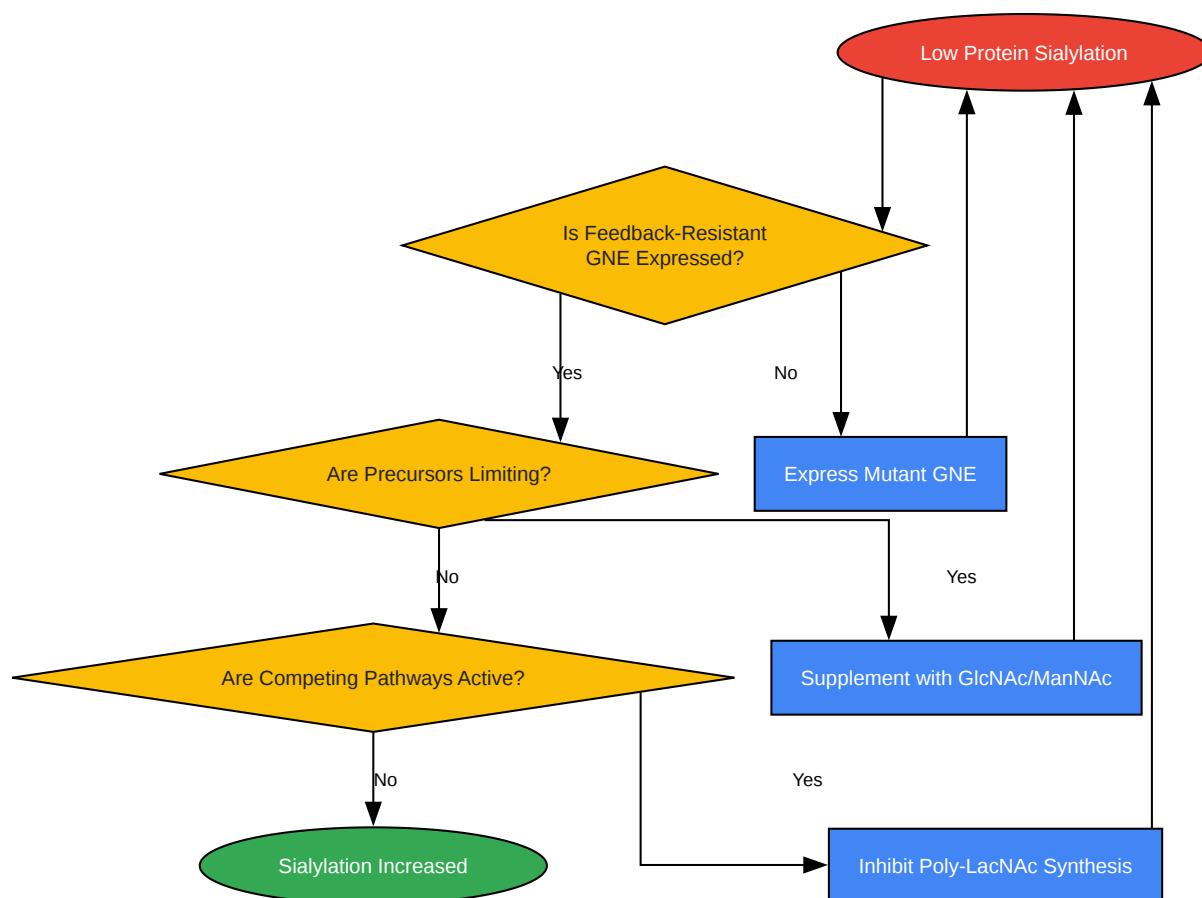 Low Protein Sialylation
Is Feedback-Resistant
GNE Expressed?
Yes
No
Are Precursors Limiting?
Express Mutant GNE
No
Yes
Are Competing Pathways Active?
Supplement with GlcNAc/ManNAc
No
Yes
Sialylation Increased
Inhibit Poly-LacNAc Synthesis